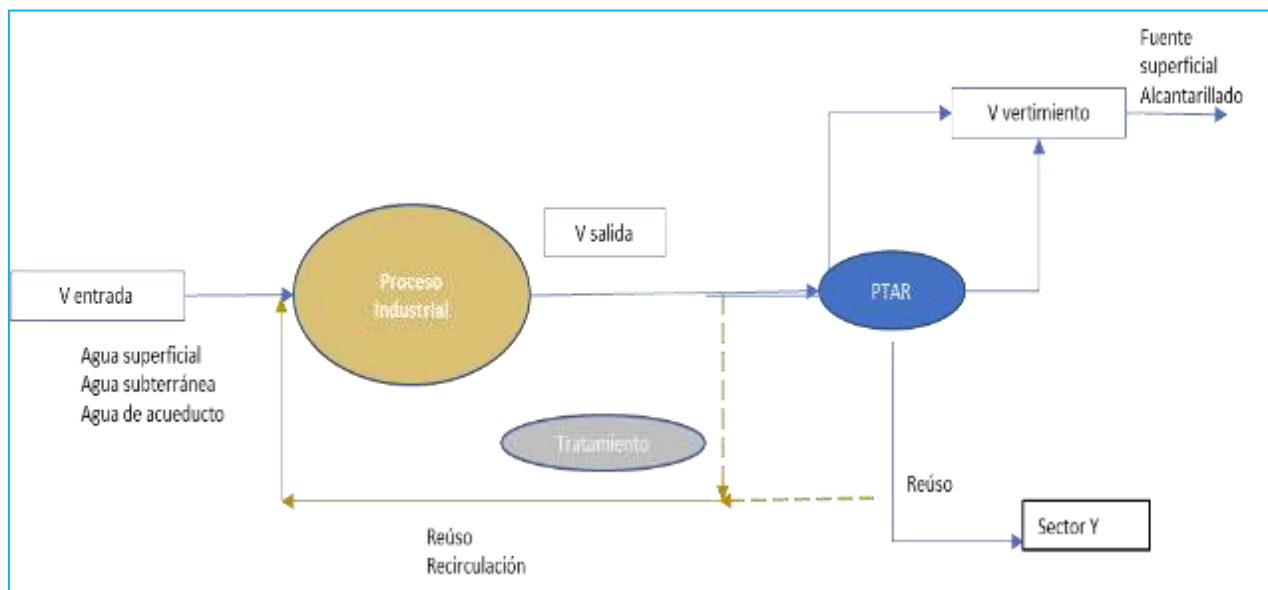 Fuente
superficial
Alcantarillado
V vertimiento
V salida
Proceso
Industrial
PTAR
V entrada
Agua superficial
Agua subterránea
Agua de acueducto
Tratamiento
Reúso
Sector Y
Reúso
Recirculación